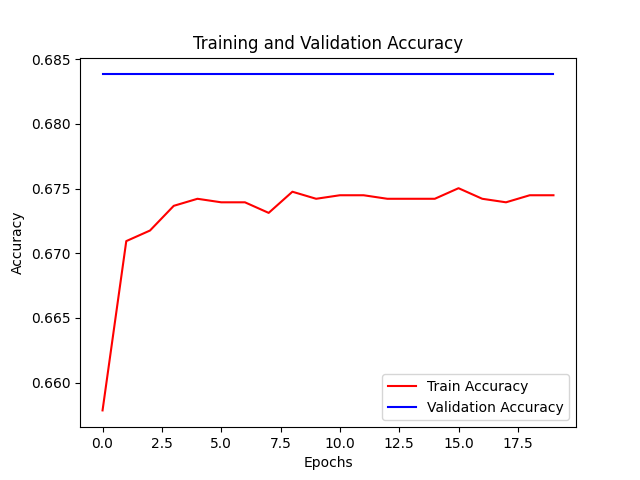 Training and Validation Accuracy
0.685
0.680
0.675
0.670
0.665
0.660
Accuracy
Train Accuracy
Validation Accuracy
0.0 2.5 5.0 7.5 10.0 12.5 15.0 17.5
Epochs